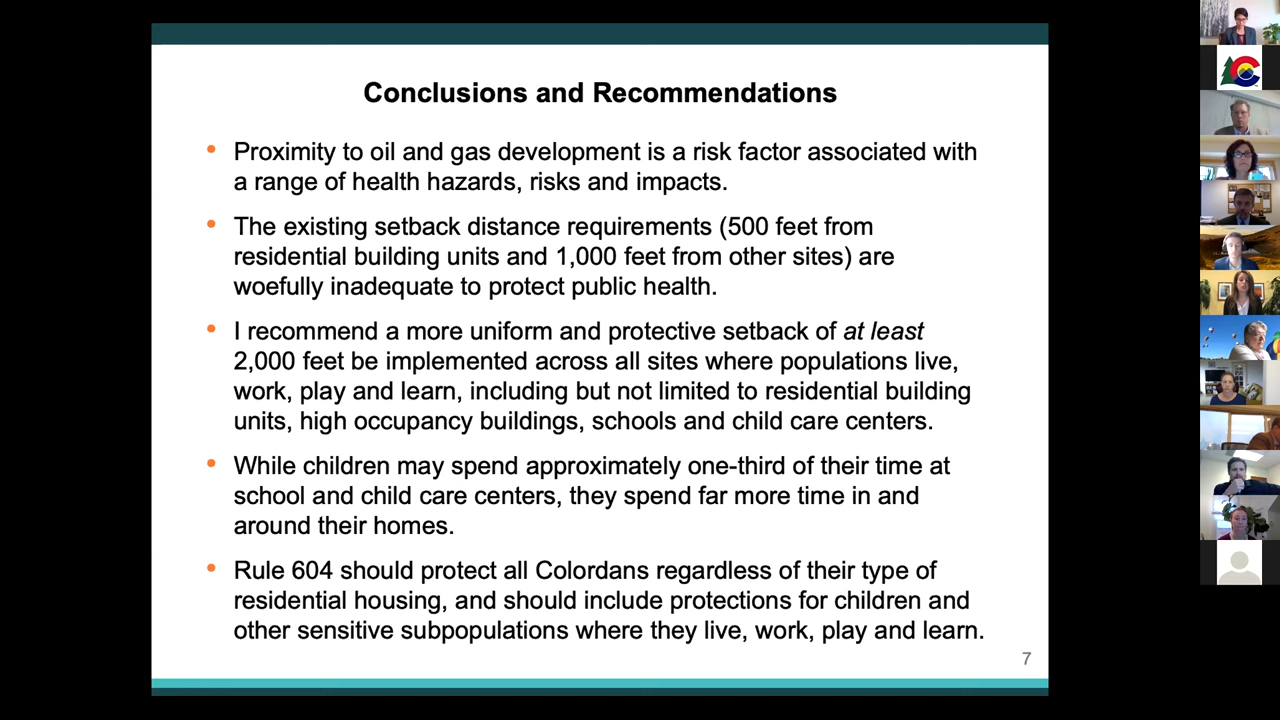 Conclusions and Recommendations
• Proximity to oil and gas development is a risk factor associated with
a range of health hazards, risks and impacts.
• The existing setback distance requirements (500 feet from
residential building units and 1,000 feet from other sites) are
woefully inadequate to protect public health.
• I recommend a more uniform and protective setback of at least
2,000 feet be implemented across all sites where populations live,
work, play and learn, including but not limited to residential building
units, high occupancy buildings, schools and child care centers.
• While children may spend approximately one-third of their time at
school and child care centers, they spend far more time in and
around their homes.
• Rule 604 should protect all Colordans regardless of their type of
residential housing, and should include protections for children and
other sensitive subpopulations where they live, work, play and learn.
7